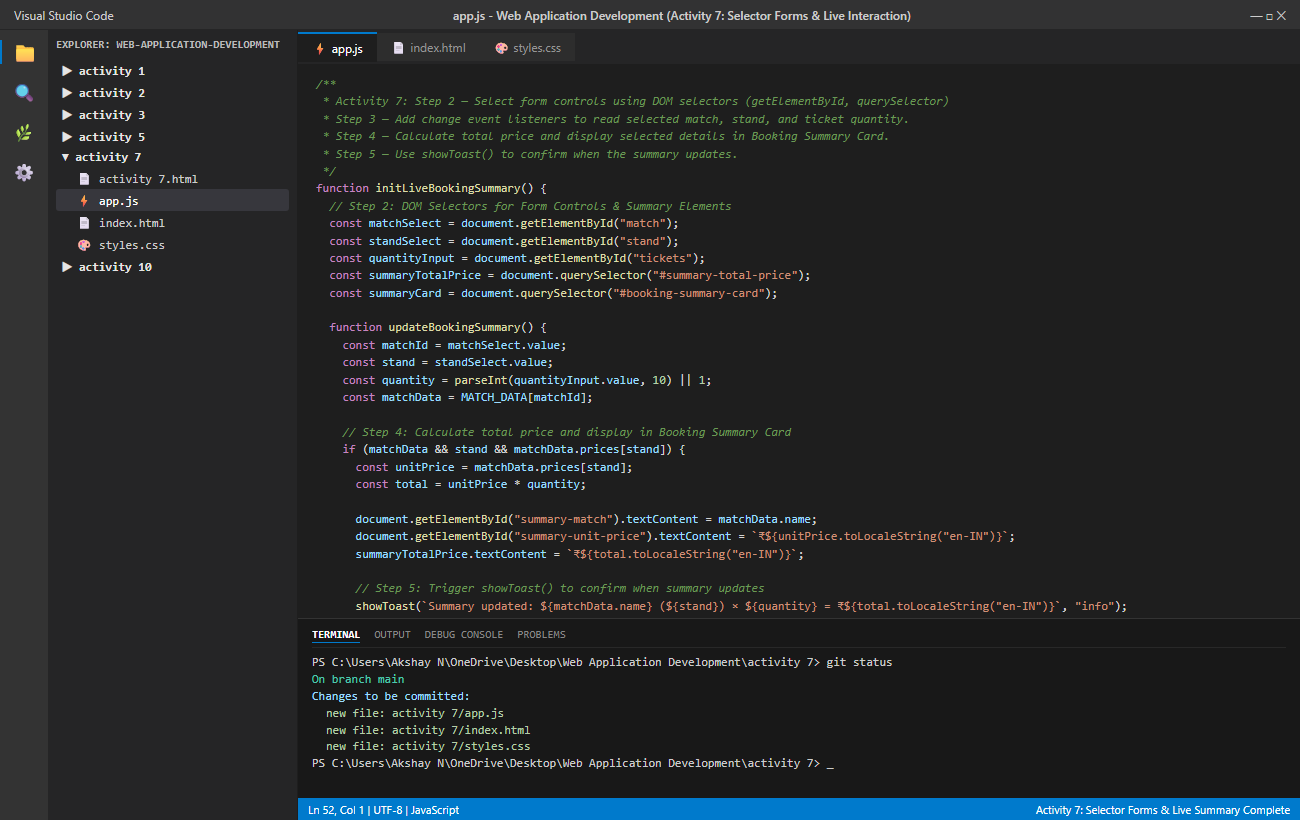 Visual Studio Code
app.js - Web Application Development (Activity 7: Selector Forms & Live Interaction)
EXPLORER: WEB-APPLICATION-DEVELOPMENT
▶ activity 1
▶ activity 2
▶ activity 3
▶ activity 5
▼ activity 7
activity 7.html
app.js
index.html
styles.css
▶ activity 10
app.js index.html styles.css
/**
 * Activity 7: Step 2 — Select form controls using DOM selectors (getElementById, querySelector)
 * Step 3 — Add change event listeners to read selected match, stand, and ticket quantity.
 * Step 4 — Calculate total price and display selected details in Booking Summary Card.
 * Step 5 — Use showToast() to confirm when the summary updates.
 */
function initLiveBookingSummary() {
  // Step 2: DOM Selectors for Form Controls & Summary Elements
  const matchSelect = document.getElementById("match");
  const standSelect = document.getElementById("stand");
  const quantityInput = document.getElementById("tickets");
  const summaryTotalPrice = document.querySelector("#summary-total-price");
  const summaryCard = document.querySelector("#booking-summary-card");
  function updateBookingSummary() {
    const matchId = matchSelect.value;
    const stand = standSelect.value;
    const quantity = parseInt(quantityInput.value, 10) || 1;
    const matchData = MATCH_DATA[matchId];
    // Step 4: Calculate total price and display in Booking Summary Card
    if (matchData && stand && matchData.prices[stand]) {
      const unitPrice = matchData.prices[stand];
      const total = unitPrice * quantity;
      document.getElementById("summary-match").textContent = matchData.name;
      document.getElementById("summary-unit-price").textContent = `₹${unitPrice.toLocaleString("en-IN")}`;
      summaryTotalPrice.textContent = `₹${total.toLocaleString("en-IN")}`;
      // Step 5: Trigger showToast() to confirm when summary updates
      showToast(`Summary updated: ${matchData.name} (${stand}) × ${quantity} = ₹${total.toLocaleString("en-IN")}`, "info");
TERMINAL OUTPUT DEBUG CONSOLE PROBLEMS
PS C:\Users\Akshay N\OneDrive\Desktop\Web Application Development\activity 7> git status
On branch main
Changes to be committed:
  new file: activity 7/app.js
  new file: activity 7/index.html
  new file: activity 7/styles.css
PS C:\Users\Akshay N\OneDrive\Desktop\Web Application Development\activity 7> _
Ln 52, Col 1 | UTF-8 | JavaScript
Activity 7: Selector Forms & Live Summary Complete